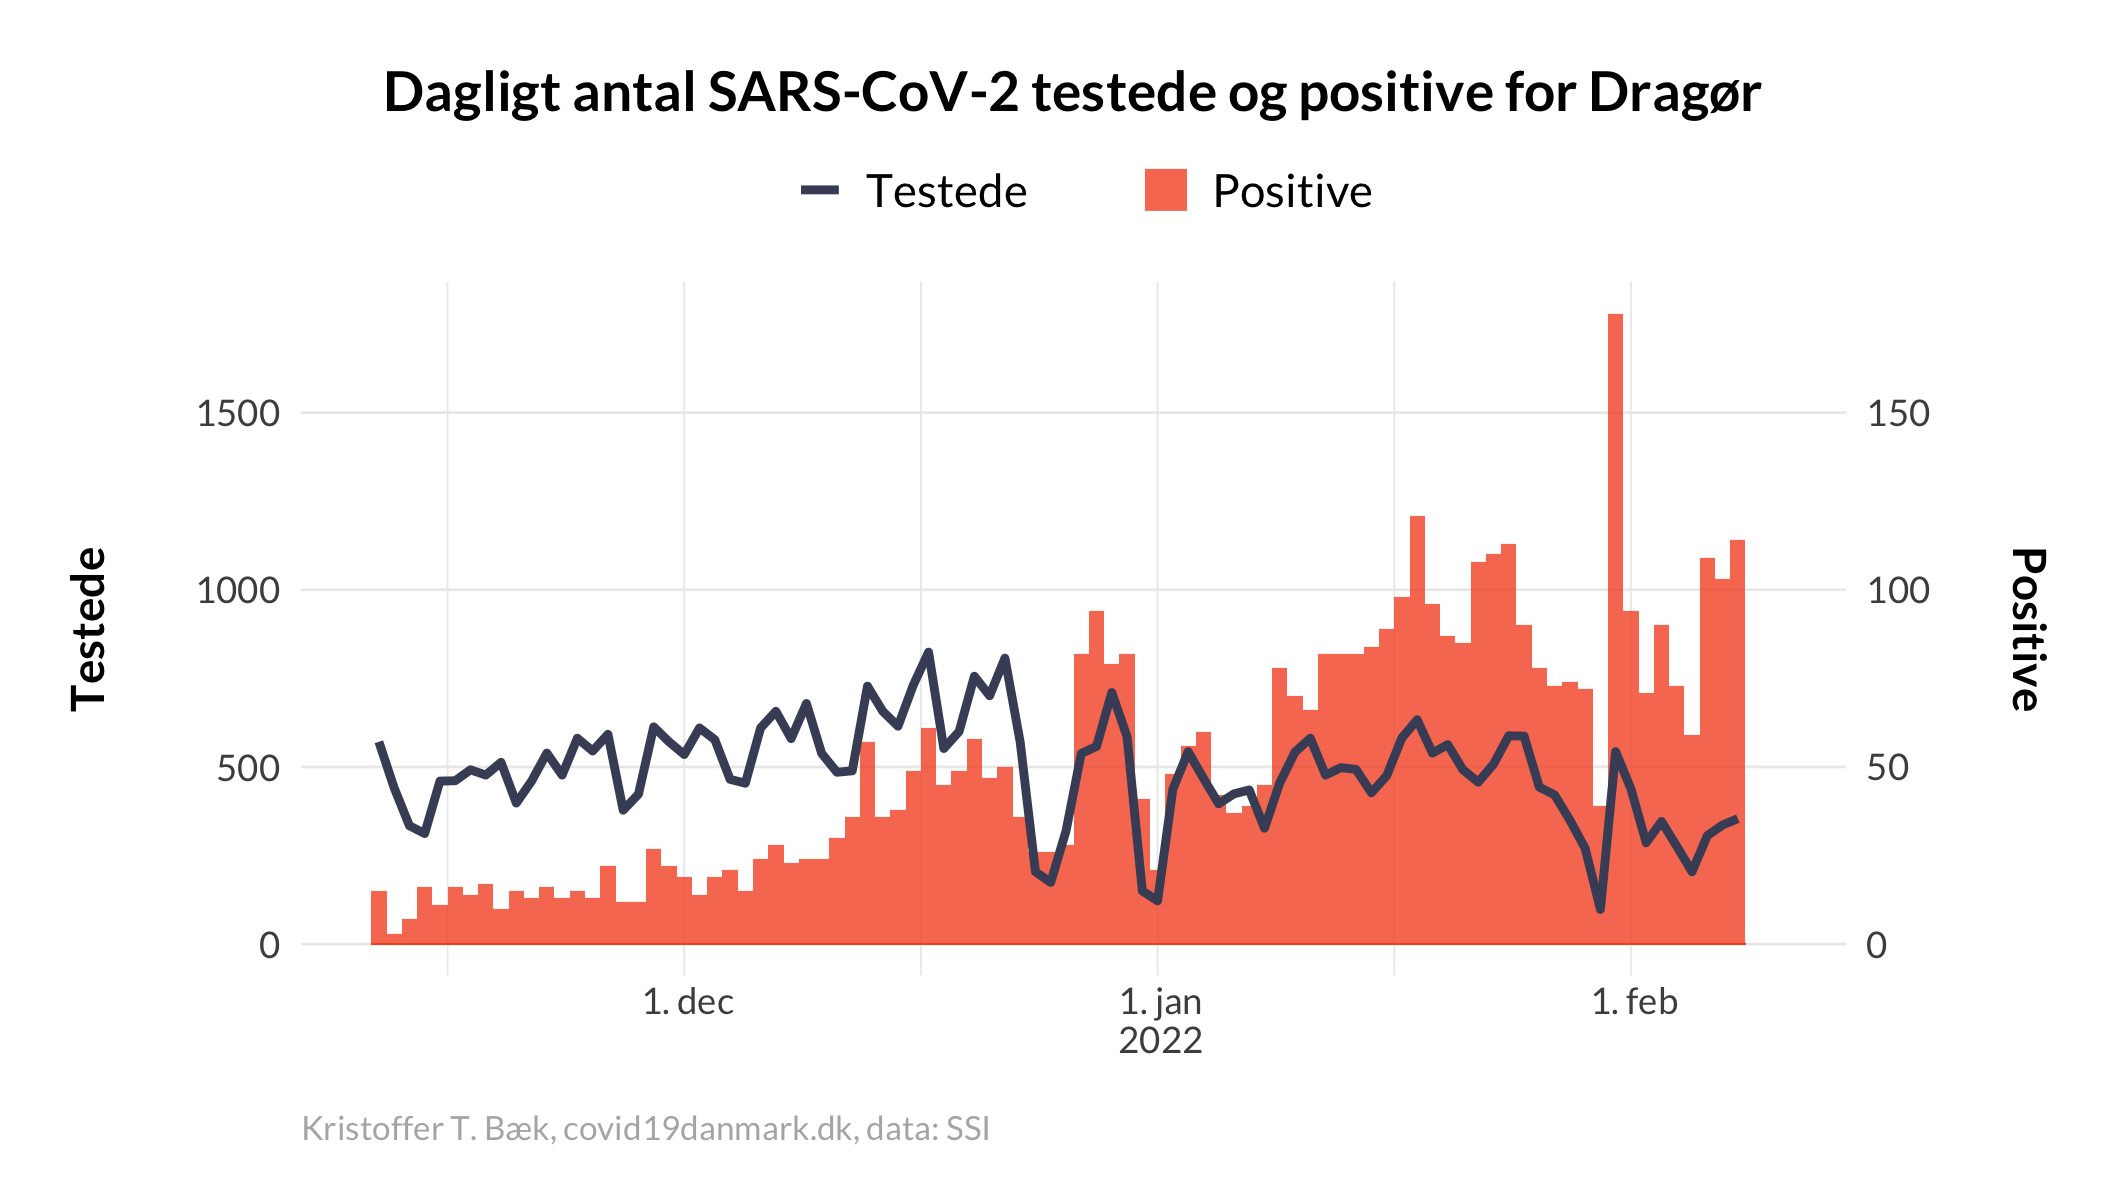 Dagligt antal SARS-CoV-2 testede og positive for Dragør
Testede
Positive
1500
1000
500
0
150
100
50
0
Testede
Positive
1. dec
1. jan
2022
1. feb
Kristoffer T. Bæk, covid19danmark.dk, data: SSI